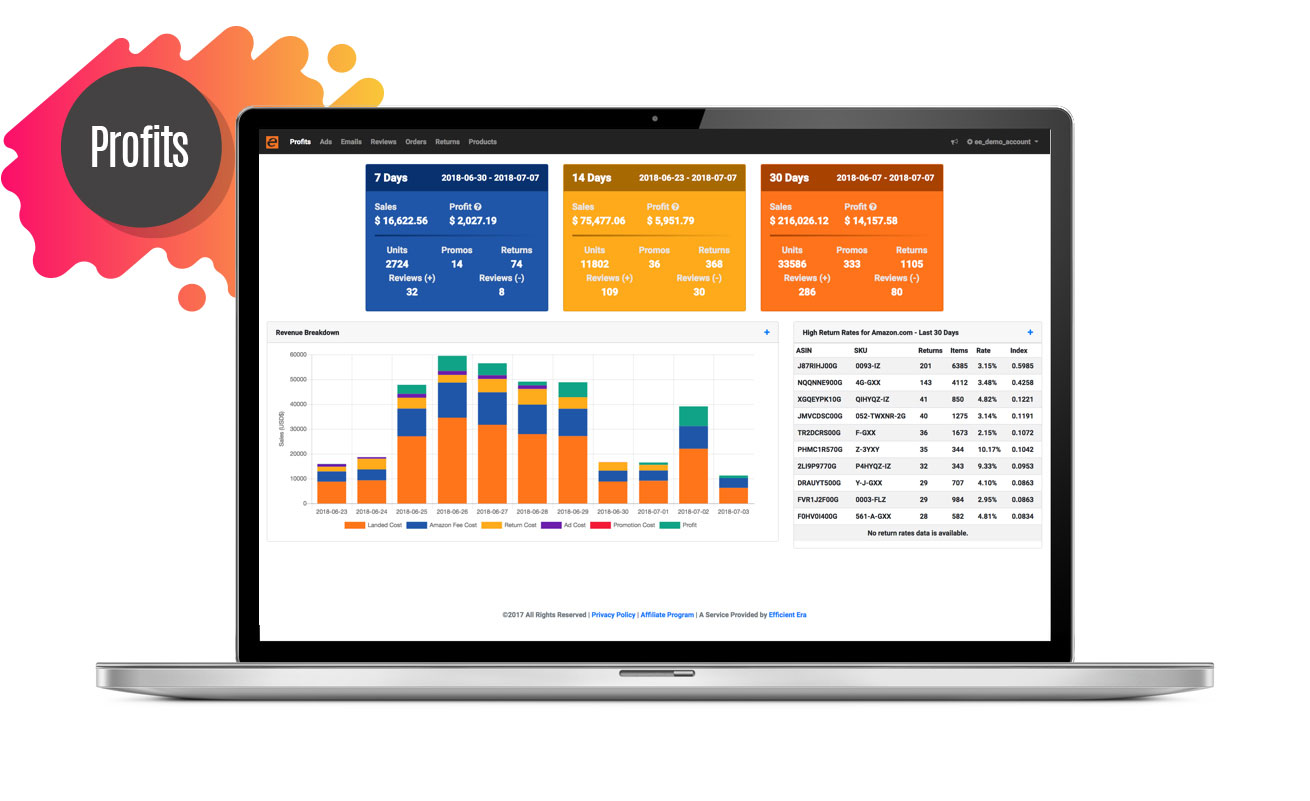 Profits
Profits Ads Emails Reviews Orders Returns Products ee_demo_account
7 Days 2018-06-30 - 2018-07-07
Sales Profit
$ 16,622.56 $ 2,027.19
Units Promos Returns
2724 14 74
Reviews (+) Reviews (-)
32 8
14 Days 2018-06-23 - 2018-07-07
Sales Profit
$ 75,477.06 $ 5,951.79
Units Promos Returns
11802 36 368
Reviews (+) Reviews (-)
109 30
30 Days 2018-06-07 - 2018-07-07
Sales Profit
$ 216,026.12 $ 14,157.58
Units Promos Returns
33586 333 1105
Reviews (+) Reviews (-)
286 80
Revenue Breakdown +
Sales (USD$)
60000
50000
40000
30000
20000
10000
0
2018-06-23 2018-06-24 2018-06-25 2018-06-26 2018-06-27 2018-06-28 2018-06-29 2018-06-30 2018-07-01 2018-07-02 2018-07-03
Landed Cost Amazon Fee Cost Return Cost Ad Cost Promotion Cost Profit
High Return Rates for Amazon.com - Last 30 Days +
ASIN SKU Returns Items Rate Index
J87RIHJ00G 0093-IZ 201 6385 3.15% 0.5985
NQQNNE900G 4G-GXX 143 4112 3.48% 0.4258
XGQEYPK10G QIHYQZ-IZ 41 850 4.82% 0.1221
JMVCDSC00G 052-TWXNR-2G 40 1275 3.14% 0.1191
TR2DCRS00G F-GXX 36 1673 2.15% 0.1072
PHMC1R570G Z-3YXY 35 344 10.17% 0.1042
2LI9P9770G P4HYQZ-IZ 32 343 9.33% 0.0953
DRAUYT500G Y-J-GXX 29 707 4.10% 0.0863
FVR1J2F00G 0003-FLZ 29 984 2.95% 0.0863
F0HV0I400G 561-A-GXX 28 582 4.81% 0.0834
No return rates data is available.
©2017 All Rights Reserved | Privacy Policy | Affiliate Program | A Service Provided by Efficient Era